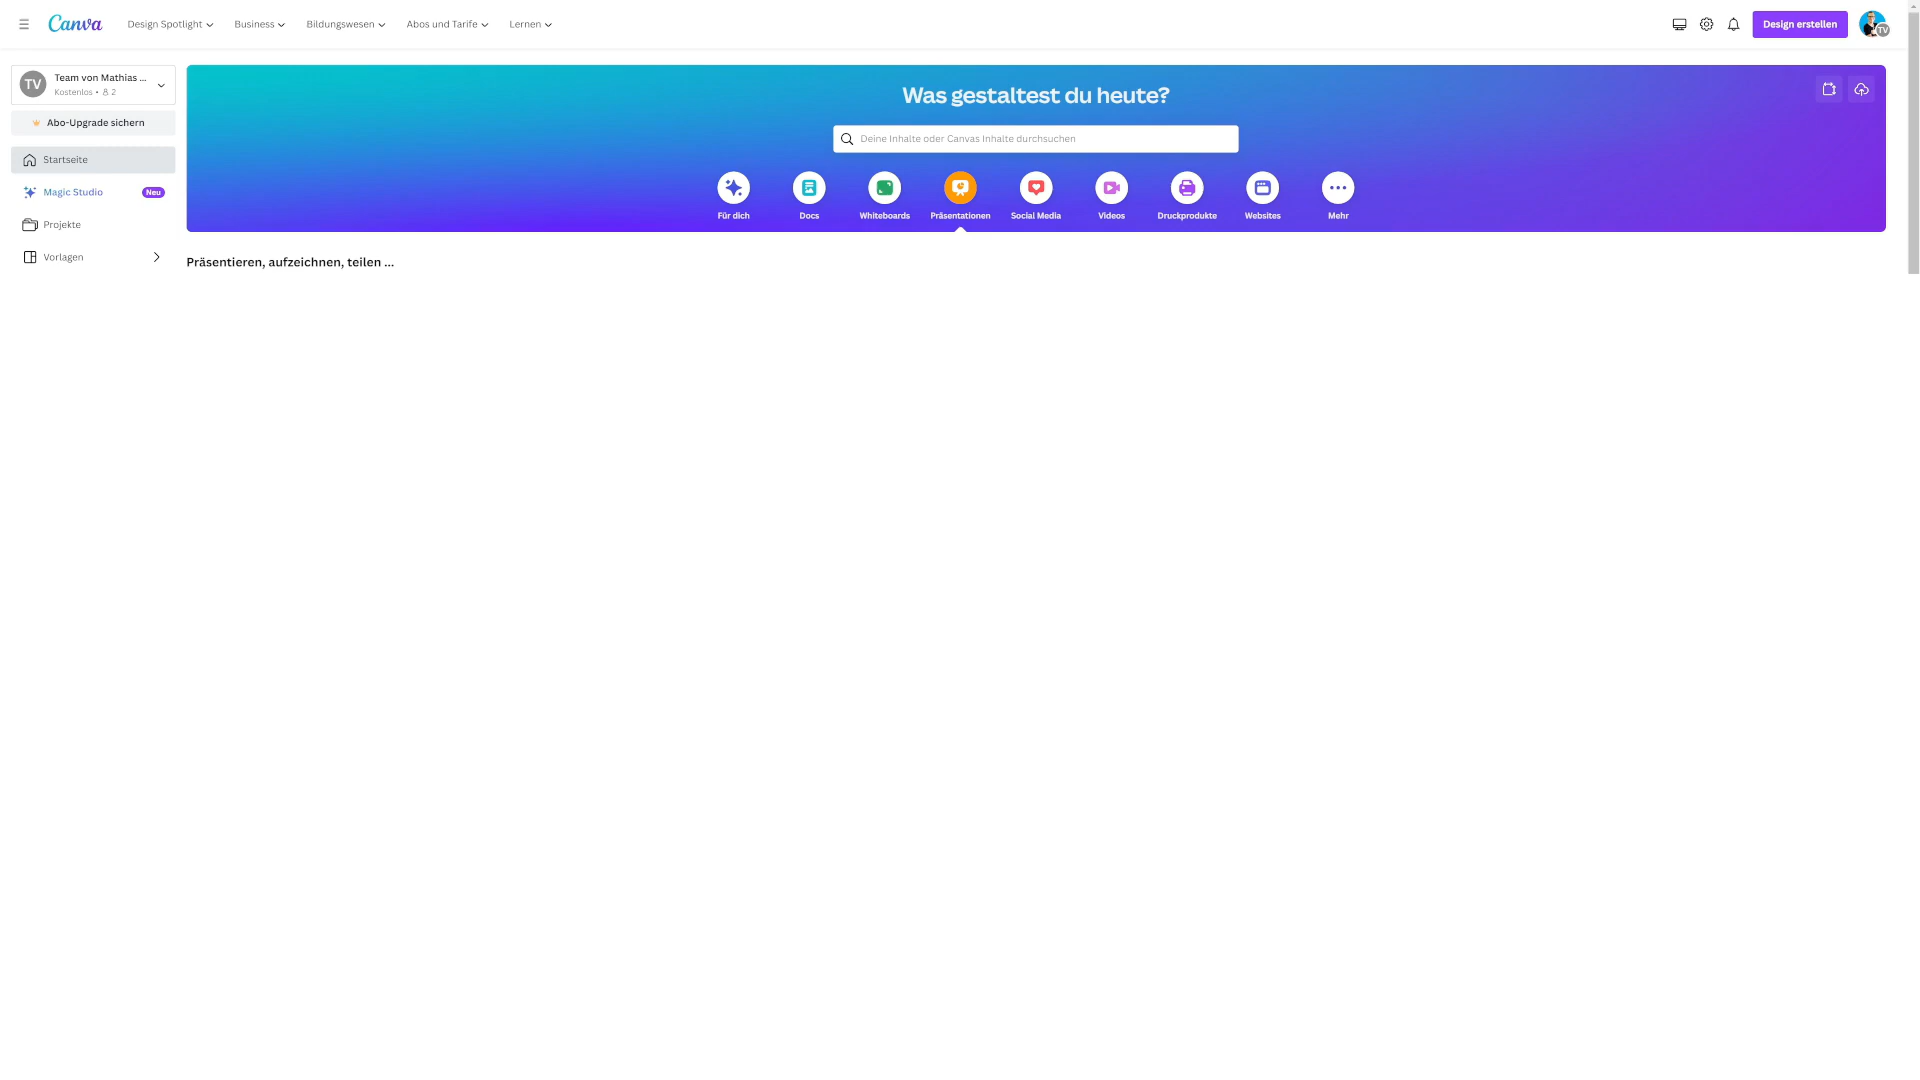 Canva
Design Spotlight
Business
Bildungswesen
Abos und Tarife
Lernen
Design erstellen
TV
TV
Team von Mathias ...
Kostenlos • 2
Abo-Upgrade sichern
Startseite
Magic Studio
Neu
Projekte
Vorlagen
Was gestaltest du heute?
Deine Inhalte oder Canvas Inhalte durchsuchen
Für dich
Docs
Whiteboards
Präsentationen
Social Media
Videos
Druckprodukte
Websites
Mehr
Präsentieren, aufzeichnen, teilen ...